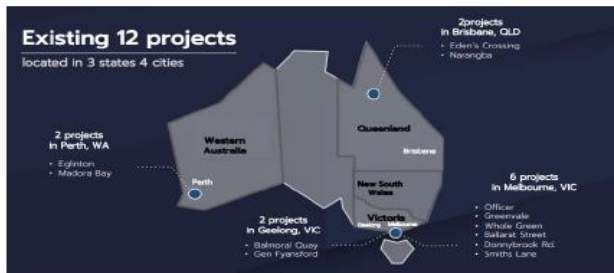 Existing 12 projects
located in 3 states 4 cities
2projects
in Brisbane, QLD
• Eden's Crossing
• Narangba
2 projects
in Perth, WA
• Eglinton
• Madora Bay
Western
Australia
Perth
Queensland
Brisbane
New South
Wales
Victoria
Geelong
Melbourne
2 projects
in Geelong, VIC
• Balmoral Quay
• Gen Fyansford
6 projects
in Melbourne, VIC
• Officer
• Greenvale
• Whole Green
• Ballarat Street
• Donnybrook Rd.
• Smiths Lane